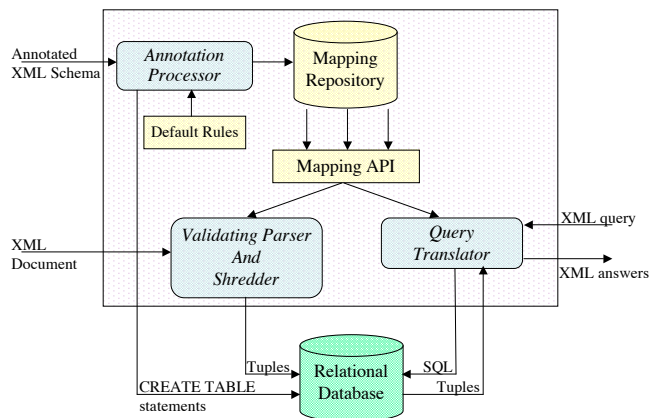 Annotated
XML Schema
Annotation
Processor
Mapping
Repository
Default Rules
Mapping API
XML
Document
Validating Parser
And
Shredder
Query
Translator
XML query
XML answers
Tuples
CREATE TABLE
statements
Relational
Database
SQL
Tuples